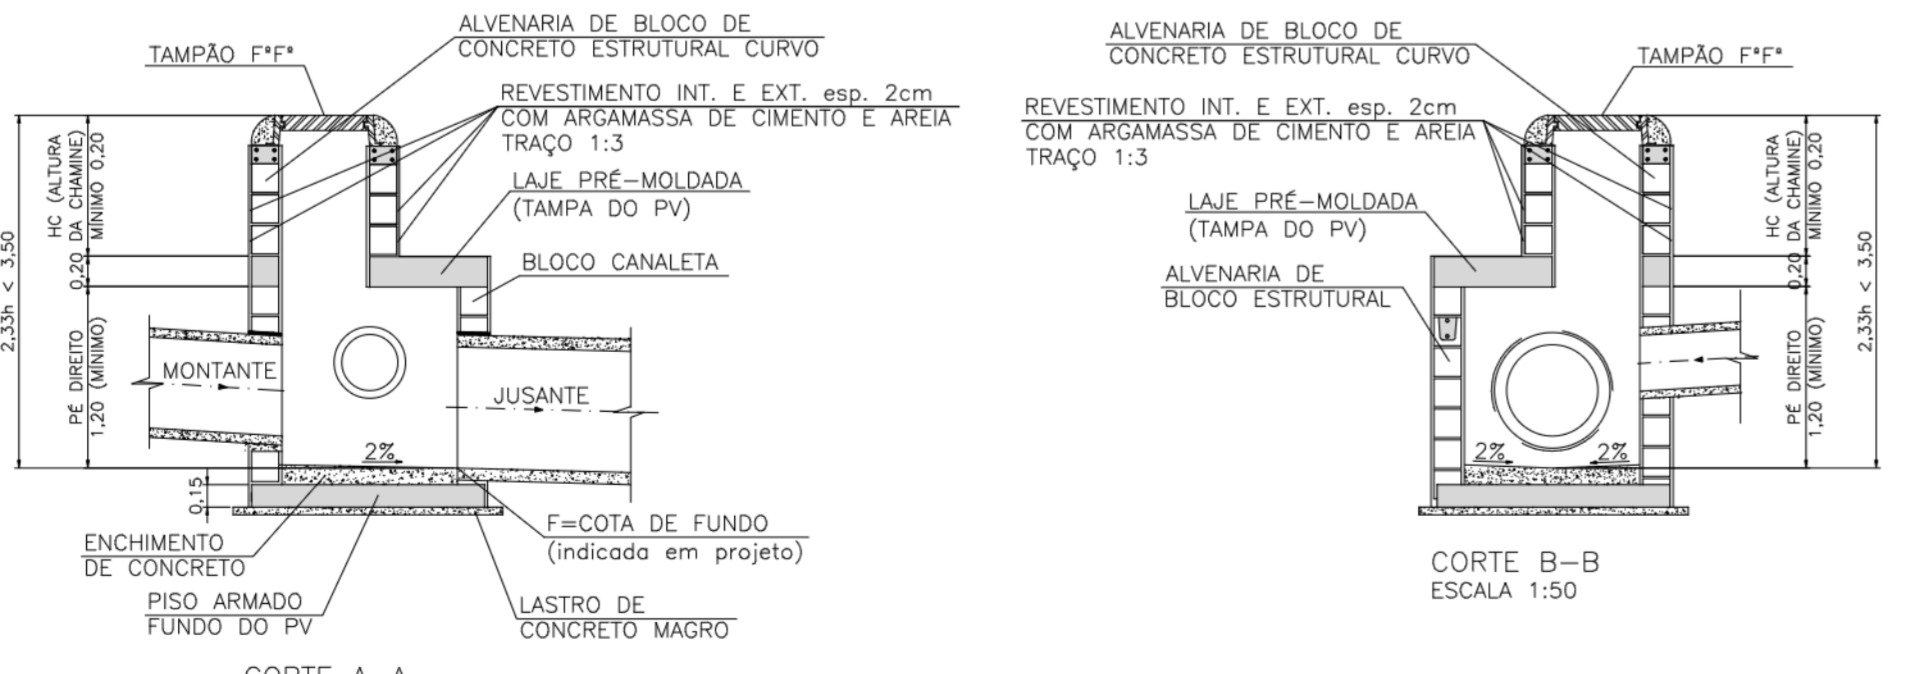 ALVENARIA DE BLOCO DE
CONCRETO ESTRUTURAL CURVO
TAMPÃO FºFº
REVESTIMENTO INT. E EXT. esp. 2cm
COM ARGAMASSA DE CIMENTO E AREIA
TRAÇO 1:3
LAJE PRÉ-MOLDADA
(TAMPA DO PV)
BLOCO CANALETA
HC (ALTURA
DA CHAMINE)
MÍNIMO 0,20
0,20
2,33h < 3,50
PÉ DIREITO
1,20 (MÍNIMO)
MONTANTE
JUSANTE
2%
0,15
F=COTA DE FUNDO
(indicada em projeto)
ENCHIMENTO
DE CONCRETO
PISO ARMADO
FUNDO DO PV
LASTRO DE
CONCRETO MAGRO
CORTE A-A
ALVENARIA DE BLOCO DE
CONCRETO ESTRUTURAL CURVO
TAMPÃO FºFº
REVESTIMENTO INT. E EXT. esp. 2cm
COM ARGAMASSA DE CIMENTO E AREIA
TRAÇO 1:3
LAJE PRÉ-MOLDADA
(TAMPA DO PV)
ALVENARIA DE
BLOCO ESTRUTURAL
HC (ALTURA
DA CHAMINE)
MÍNIMO 0,20
0,20
2,33h < 3,50
PÉ DIREITO
1,20 (MÍNIMO)
2%
2%
CORTE B-B
ESCALA 1:50